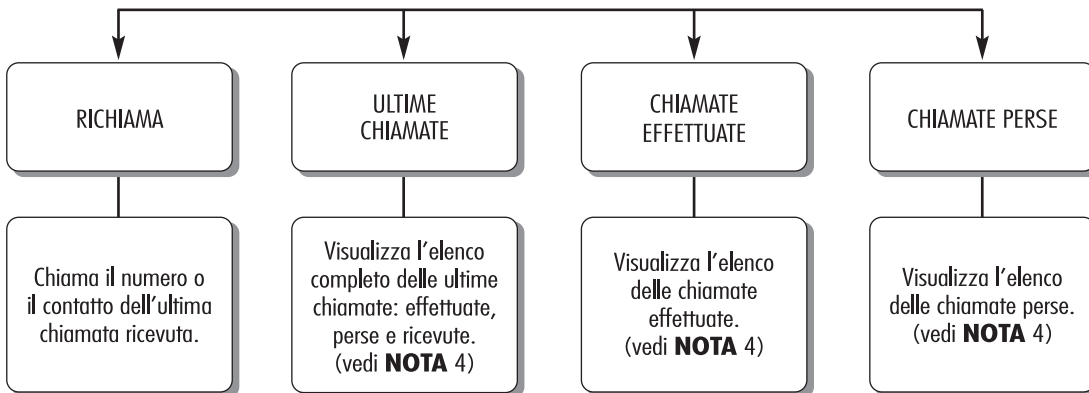 RICHIAMA
ULTIME
CHIAMATE
CHIAMATE
EFFETTUATE
CHIAMATE PERSE
Chiama il numero o
il contatto dell'ultima
chiamata ricevuta.
Visualizza l'elenco
completo delle ultime
chiamate: effettuate,
perse e ricevute.
(vedi NOTA 4)
Visualizza l'elenco
delle chiamate
effettuate.
(vedi NOTA 4)
Visualizza l'elenco
delle chiamate perse.
(vedi NOTA 4)